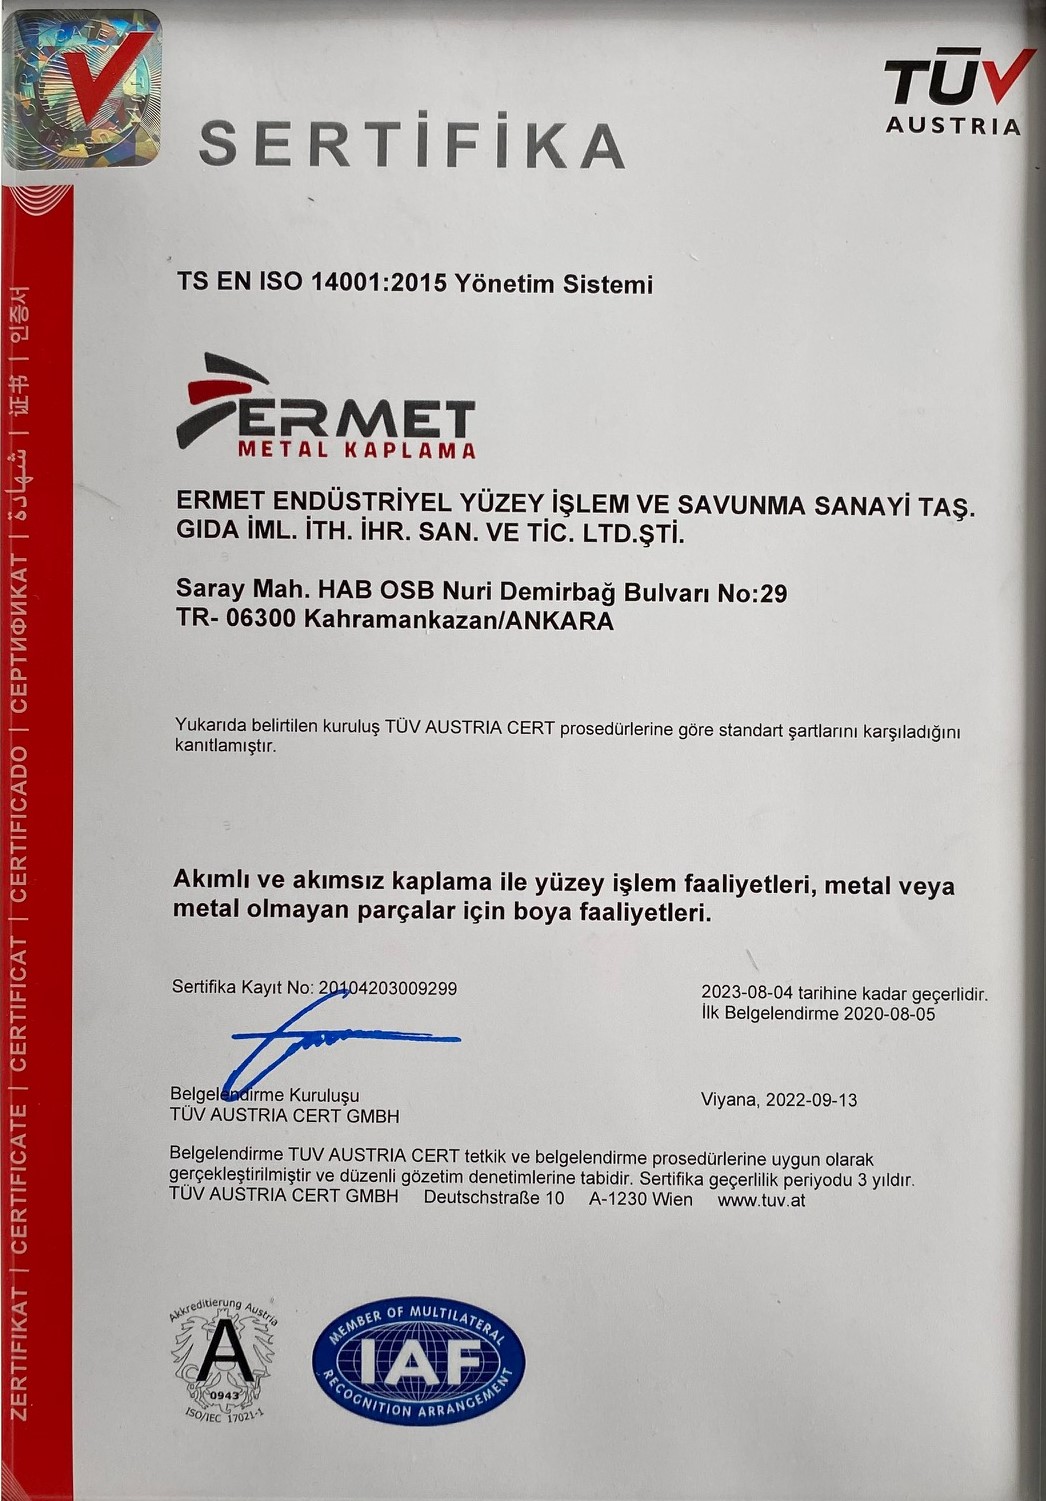 TÜV
AUSTRIA
SERTİFİKA
TS EN ISO 14001:2015 Yönetim Sistemi
ERMET
METAL KAPLAMA
ERMET ENDÜSTRİYEL YÜZEY İŞLEM VE SAVUNMA SANAYİ TAŞ.
GIDA İML. İTH. İHR. SAN. VE TİC. LTD.ŞTİ.
Saray Mah. HAB OSB Nuri Demirbağ Bulvarı No:29
TR- 06300 Kahramankazan/ANKARA
Yukarıda belirtilen kuruluş TÜV AUSTRIA CERT prosedürlerine göre standart şartlarını karşıladığını
kanıtlamıştır.
Akımlı ve akımsız kaplama ile yüzey işlem faaliyetleri, metal veya
metal olmayan parçalar için boya faaliyetleri.
Sertifika Kayıt No: 20104203009299
2023-08-04 tarihine kadar geçerlidir.
İlk Belgelendirme 2020-08-05
Belgelendirme Kuruluşu
TÜV AUSTRIA CERT GMBH
Viyana, 2022-09-13
Belgelendirme TUV AUSTRIA CERT tetkik ve belgelendirme prosedürlerine uygun olarak
gerçekleştirilmiştir ve düzenli gözetim denetimlerine tabidir. Sertifika geçerlilik periyodu 3 yıldır.
TÜV AUSTRIA CERT GMBH Deutschstraße 10 A-1230 Wien www.tuv.at
Akkreditierung Austria
A
0943
ISO/IEC 17021-1
MEMBER OF MULTILATERAL
IAF
RECOGNITION ARRANGEMENT
ZERTIFIKAT | CERTIFICATE | CERTIFICAT | CERTIFICADO | СЕРТИФИКАТ | شهادة | 证书 | 인증서